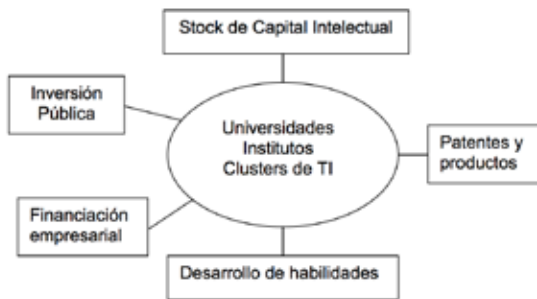 Stock de Capital Intelectual
Inversión
Pública
Universidades
Institutos
Clusters de TI
Patentes y
productos
Financiación
empresarial
Desarrollo de habilidades